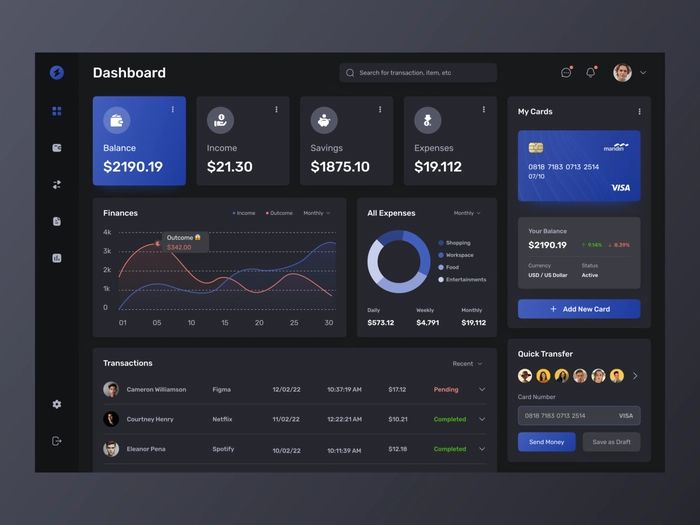 Dashboard
Search for transaction, item, etc
Balance
$2190.19
Income
$21.30
Savings
$1875.10
Expenses
$19.112
My Cards
mandiri
0818 7183 0713 2514
07/10
VISA
Finances
Income
Outcome
Monthly
4k
3k
2k
1k
0
Outcome 😱
$342.00
01 05 10 15 20 25 30
All Expenses
Monthly
Shopping
Workspace
Food
Entertainments
Daily Weekly Monthly
$573.12 $4.791 $19,112
Your Balance
$2190.19 ↑ 9.14% ↓ 8.39%
Currency Status
USD / US Dollar Active
+ Add New Card
Transactions
Recent
Cameron Williamson Figma 12/02/22 10:37:19 AM $17.12 Pending
Courtney Henry Netflix 11/02/22 12:22:21 AM $10.21 Completed
Eleanor Pena Spotify 10/02/22 10:11:39 AM $12.18 Completed
Quick Transfer
Card Number
0818 7183 0713 2514 VISA
Send Money
Save as Draft